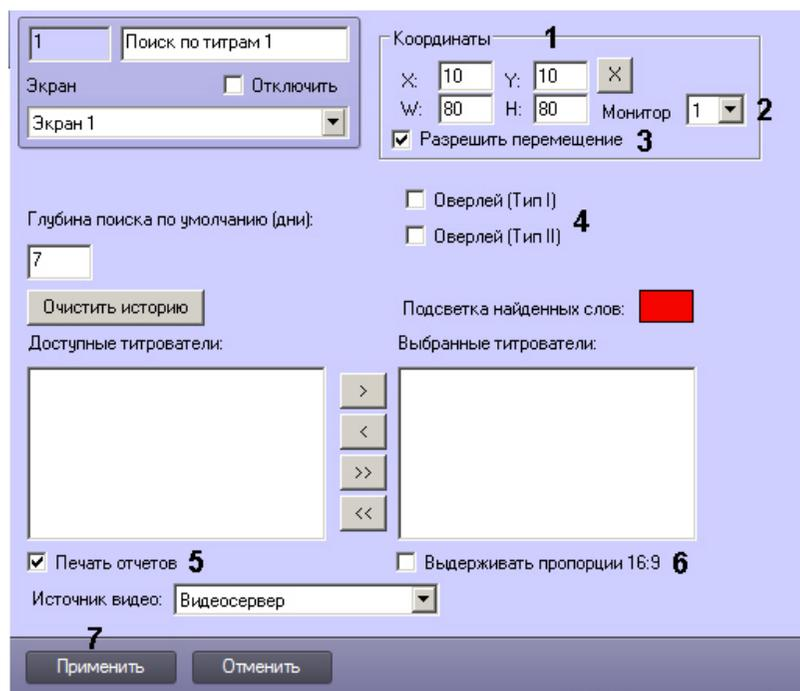 1 Поиск по титрам 1
Экран Отключить
Экран 1
Координаты 1
X: 10 Y: 10 X
W: 80 H: 80 Монитор 1 2
Разрешить перемещение 3
Оверлей (Тип I)
Оверлей (Тип II) 4
Глубина поиска по умолчанию (дни):
7
Очистить историю
Подсветка найденных слов:
Доступные титрователи:
Выбранные титрователи:
>
<
>>
<<
Печать отчетов 5
Выдерживать пропорции 16:9 6
Источник видео: Видеосервер
7
Применить Отменить